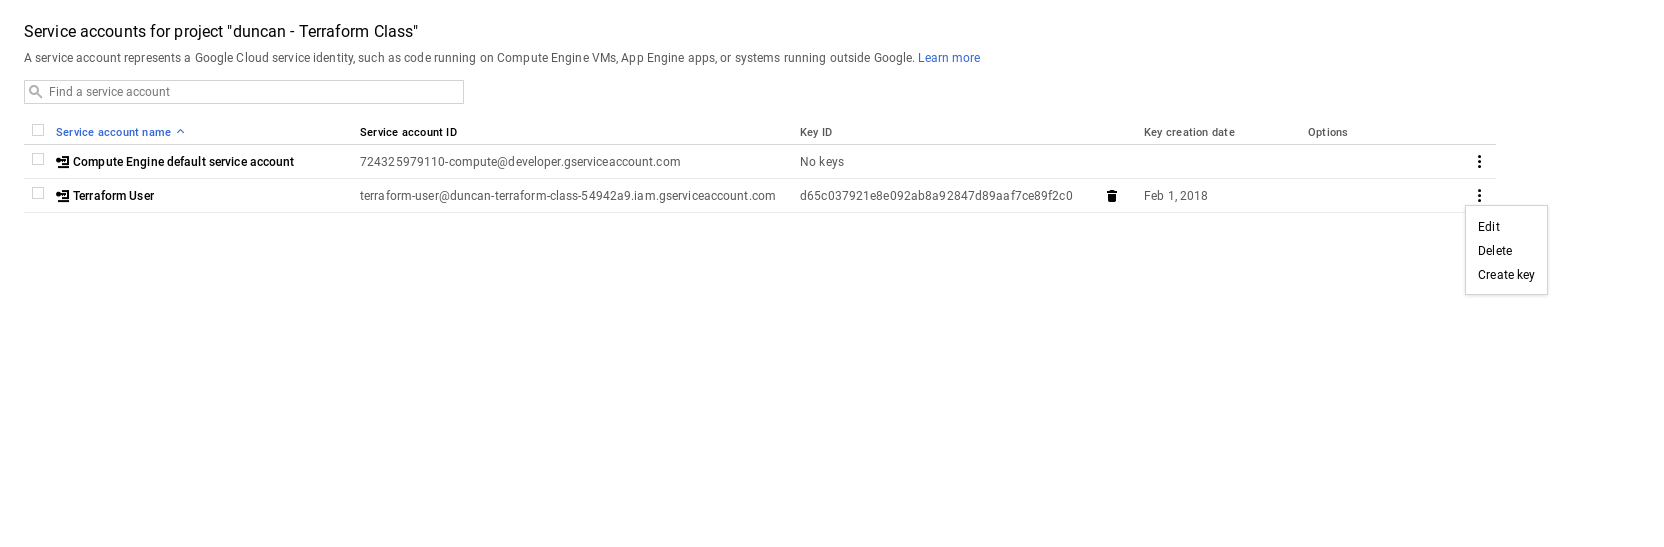 Service accounts for project "duncan - Terraform Class"
A service account represents a Google Cloud service identity, such as code running on Compute Engine VMs, App Engine apps, or systems running outside Google. Learn more
Find a service account
Service account name Service account ID Key ID Key creation date Options
Compute Engine default service account 724325979110-compute@developer.gserviceaccount.com No keys
Terraform User terraform-user@duncan-terraform-class-54942a9.iam.gserviceaccount.com d65c037921e8e092ab8a92847d89aaf7ce89f2c0 Feb 1, 2018
Edit
Delete
Create key